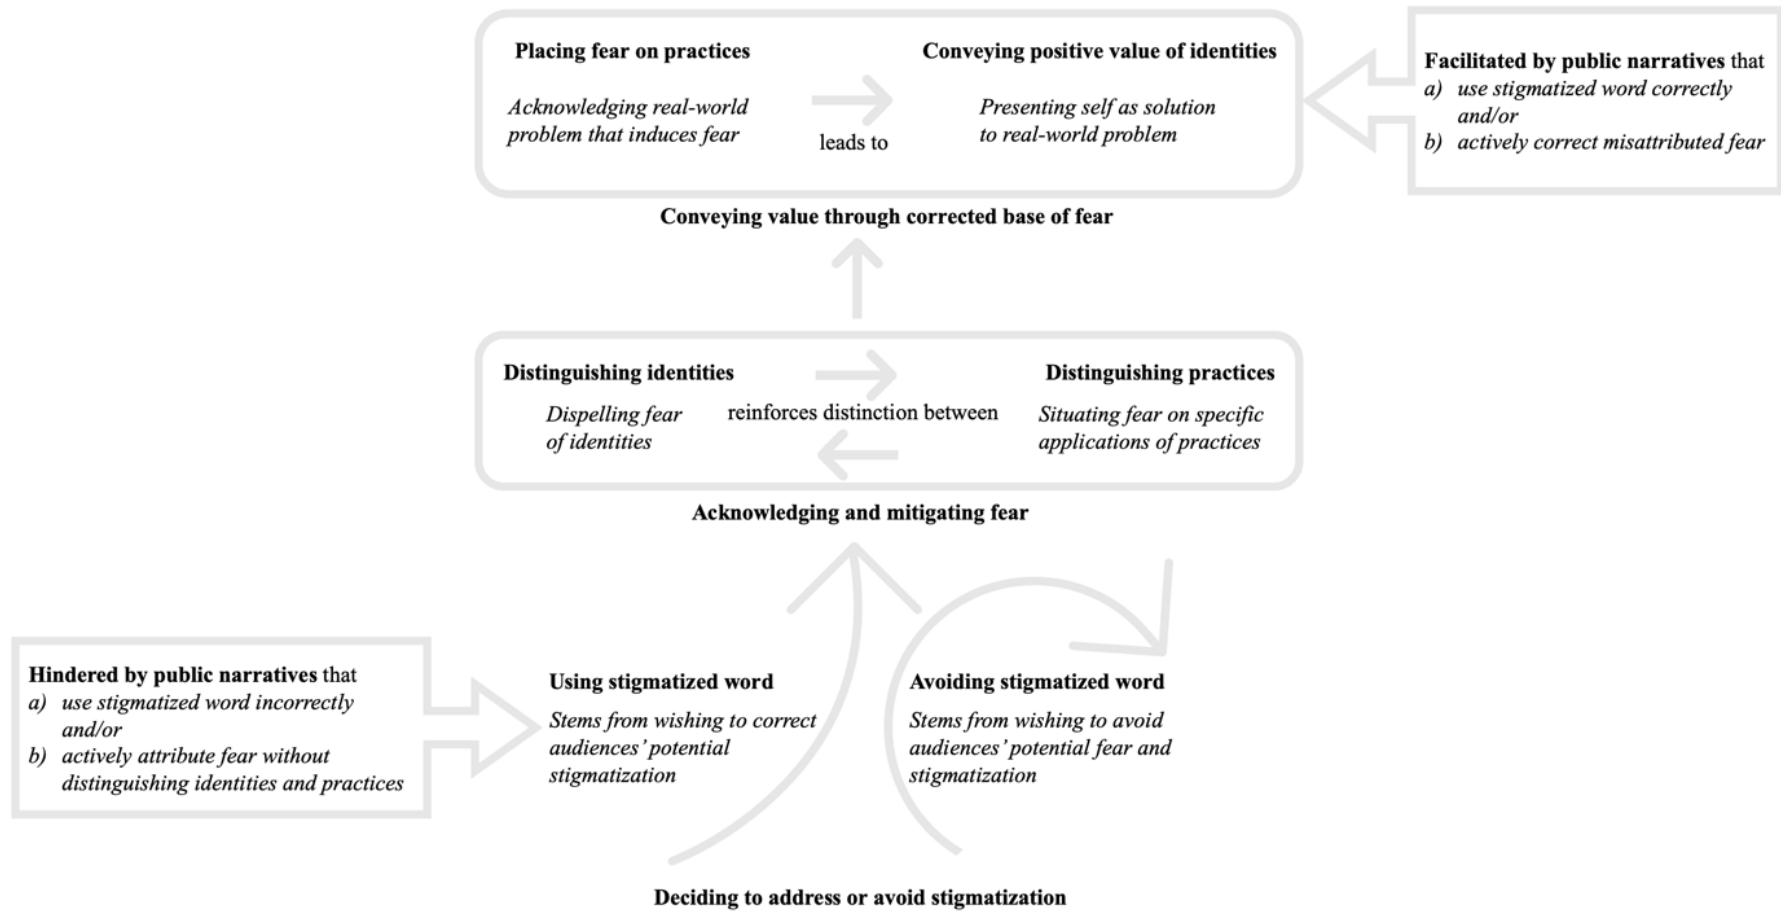 Placing fear on practices
Acknowledging real-world
problem that induces fear
leads to
Conveying positive value of identities
Presenting self as solution
to real-world problem
Facilitated by public narratives that
a) use stigmatized word correctly
and/or
b) actively correct misattributed fear
Conveying value through corrected base of fear
Distinguishing identities
Dispelling fear
of identities
reinforces distinction between
Distinguishing practices
Situating fear on specific
applications of practices
Acknowledging and mitigating fear
Hindered by public narratives that
a) use stigmatized word incorrectly
and/or
b) actively attribute fear without
distinguishing identities and practices
Using stigmatized word
Stems from wishing to correct
audiences’ potential
stigmatization
Avoiding stigmatized word
Stems from wishing to avoid
audiences’ potential fear and
stigmatization
Deciding to address or avoid stigmatization